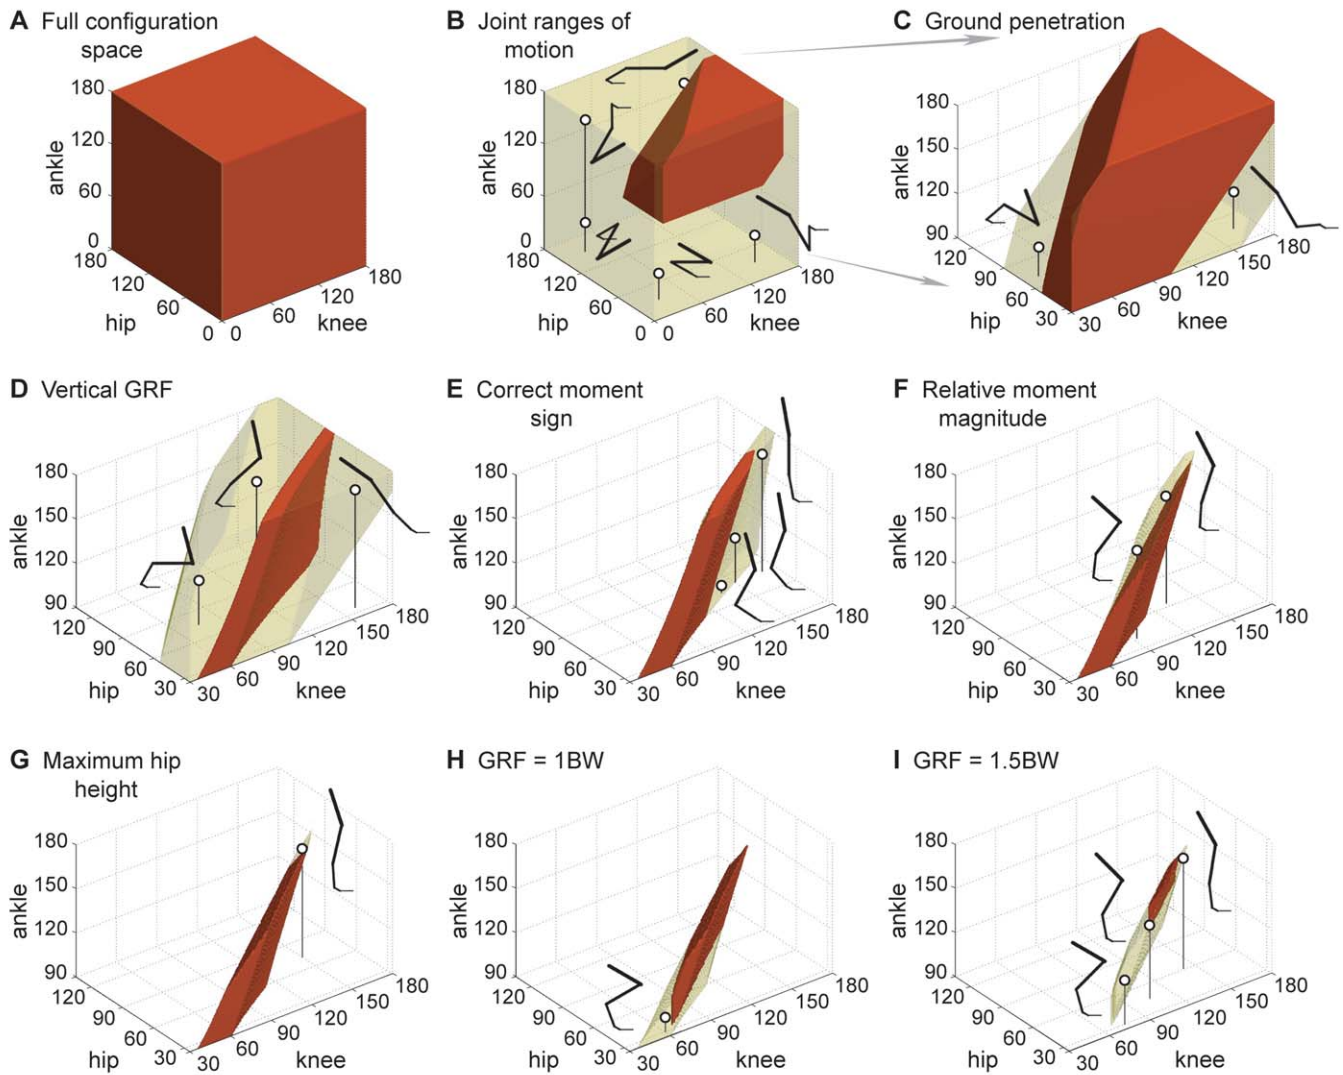 A Full configuration
space
180
120
60
0
ankle
180
120
60
0
hip
0
60
120
180
knee
B Joint ranges of
motion
180
120
60
0
ankle
180
120
60
0
hip
0
60
120
180
knee
C Ground penetration
180
150
120
90
ankle
120
90
60
30
hip
30
60
90
120
150
180
knee
D Vertical GRF
180
150
120
90
ankle
120
90
60
30
hip
30
60
90
120
150
180
knee
E Correct moment
sign
180
150
120
90
ankle
120
90
60
30
hip
30
60
90
120
150
180
knee
F Relative moment
magnitude
180
150
120
90
ankle
120
90
60
30
hip
30
60
90
120
150
180
knee
G Maximum hip
height
180
150
120
90
ankle
120
90
60
30
hip
30
60
90
120
150
180
knee
H GRF = 1BW
180
150
120
90
ankle
120
90
60
30
hip
30
60
90
120
150
180
knee
I GRF = 1.5BW
180
150
120
90
ankle
120
90
60
30
hip
30
60
90
120
150
180
knee